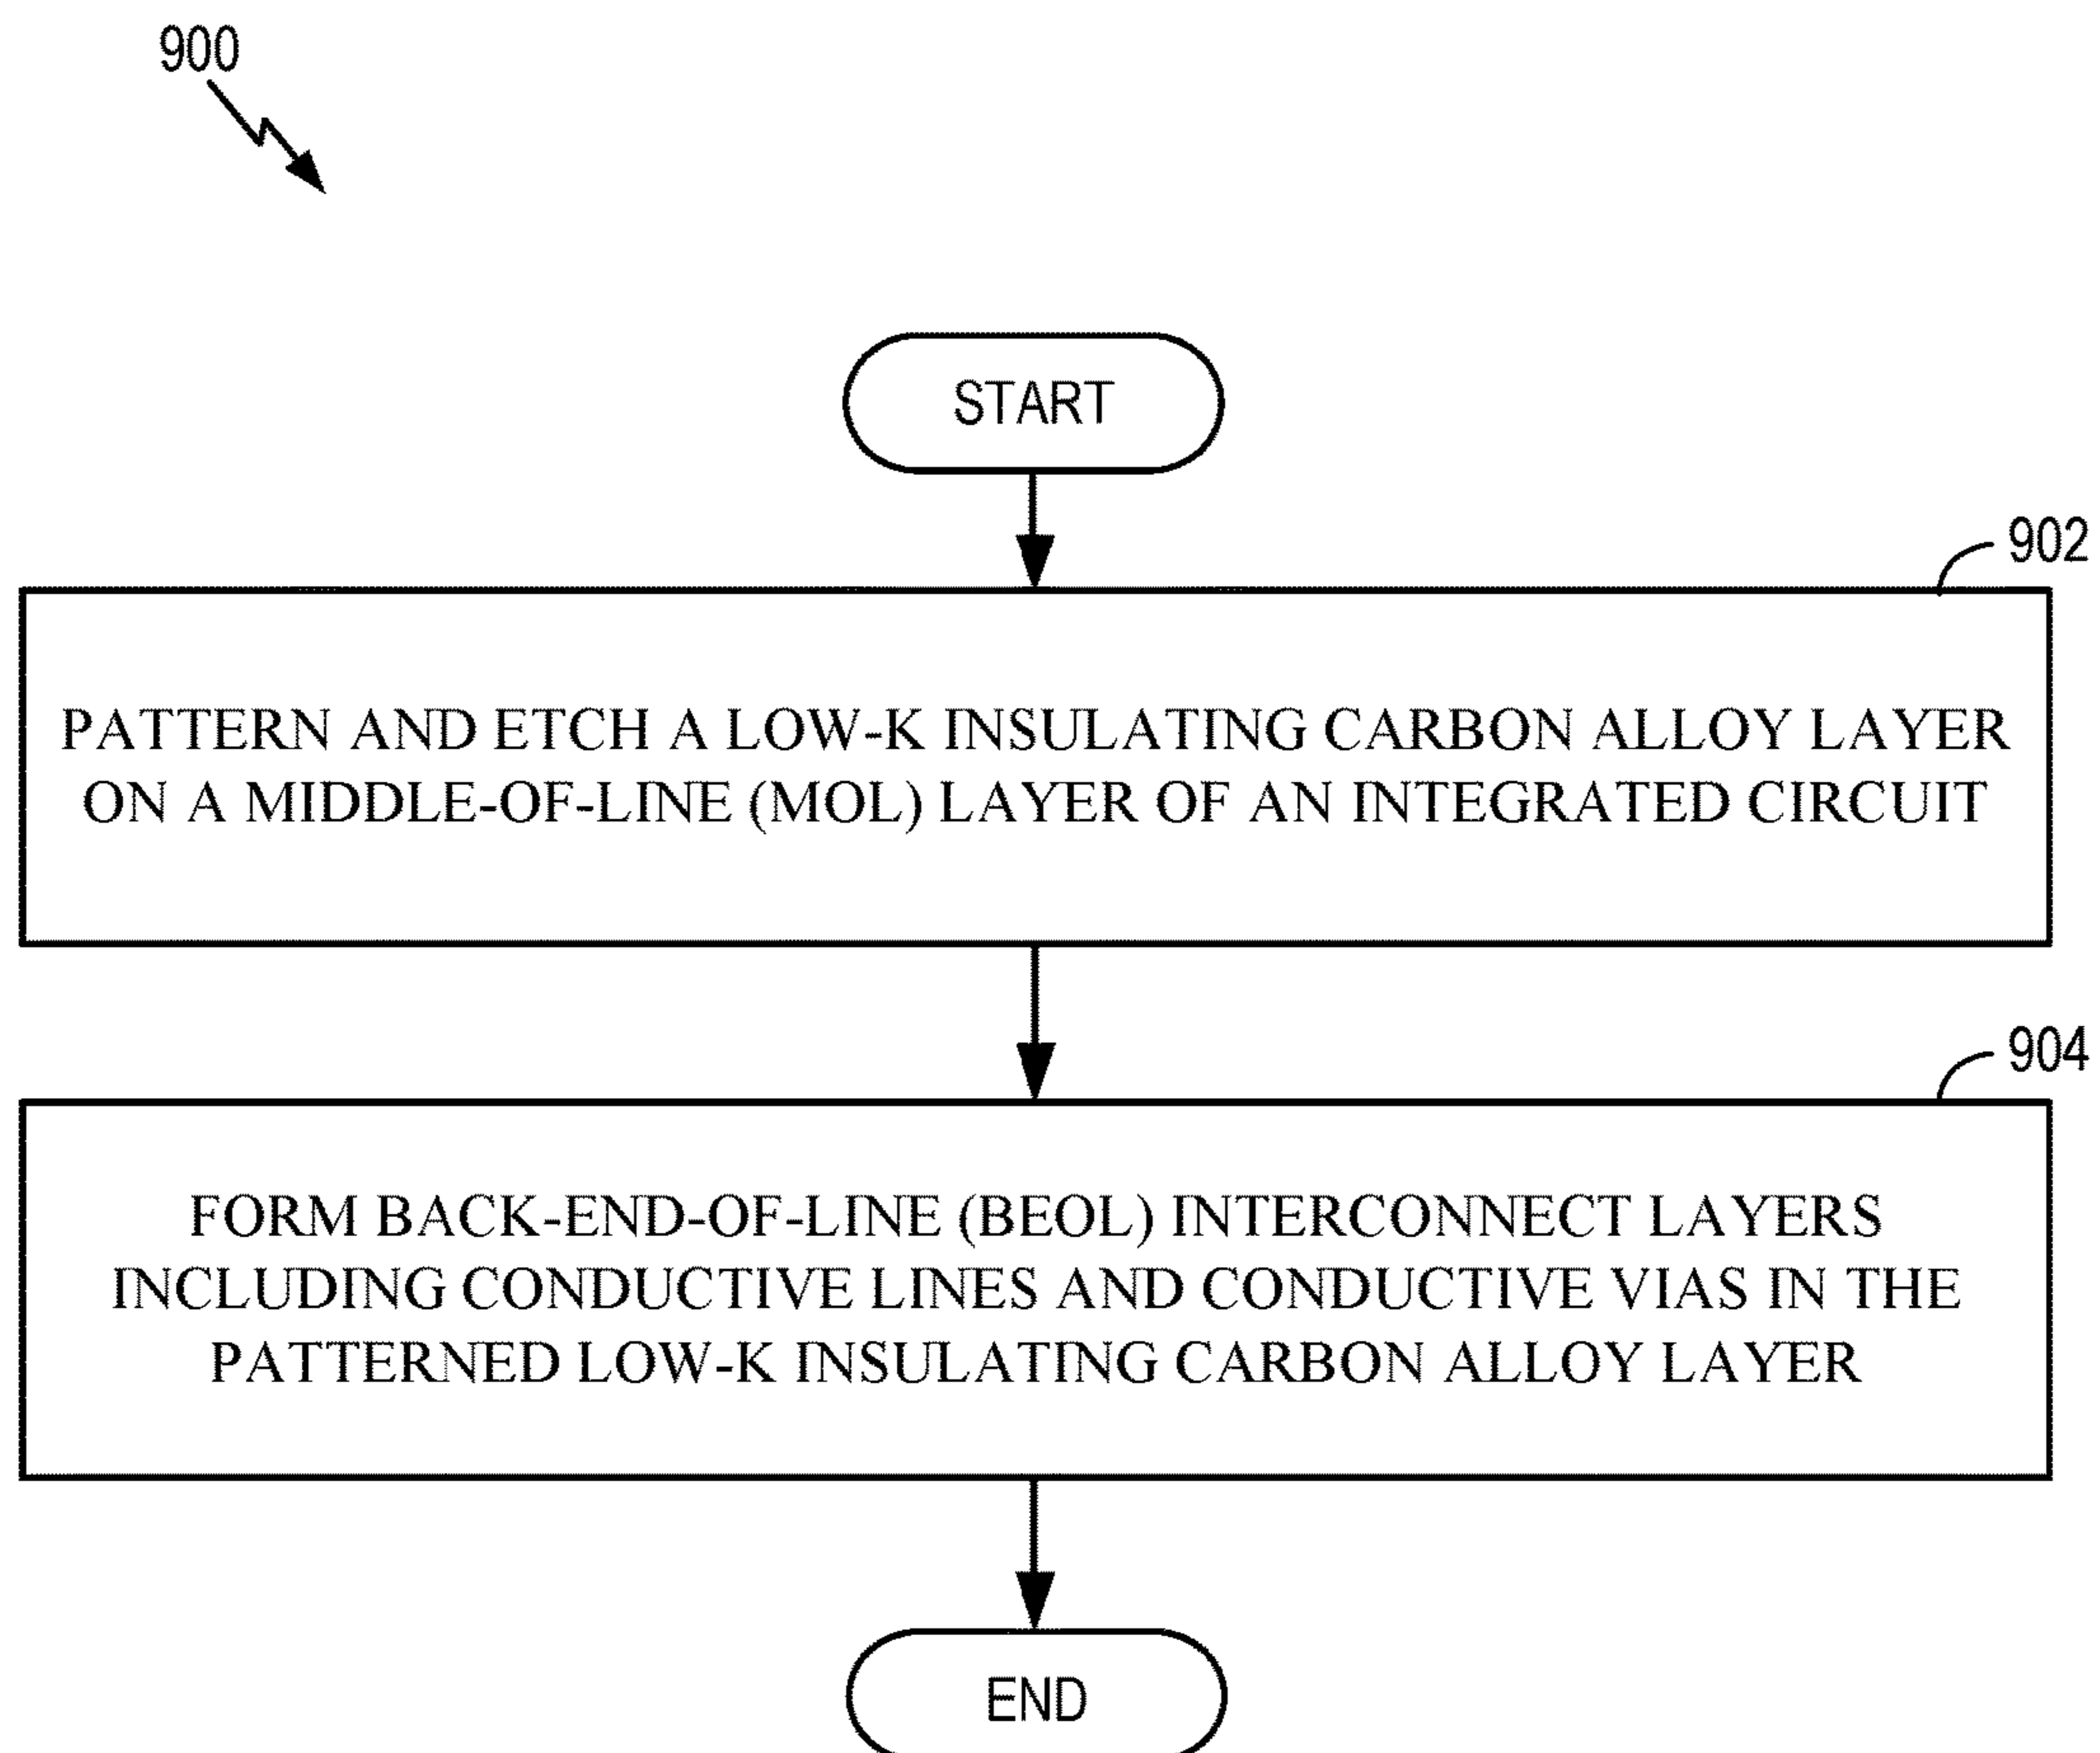 900
START
902
PATTERN AND ETCH A LOW-K INSULATING CARBON ALLOY LAYER
ON A MIDDLE-OF-LINE (MOL) LAYER OF AN INTEGRATED CIRCUIT
904
FORM BACK-END-OF-LINE (BEOL) INTERCONNECT LAYERS
INCLUDING CONDUCTIVE LINES AND CONDUCTIVE VIAS IN THE
PATTERNED LOW-K INSULATING CARBON ALLOY LAYER
END